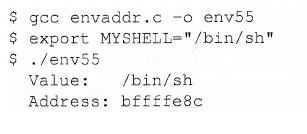 $ gcc envaddr.c -o env55
$ export MYSHELL="/bin/sh"
$ ./env55
Value: /bin/sh
Address: bffffe8c